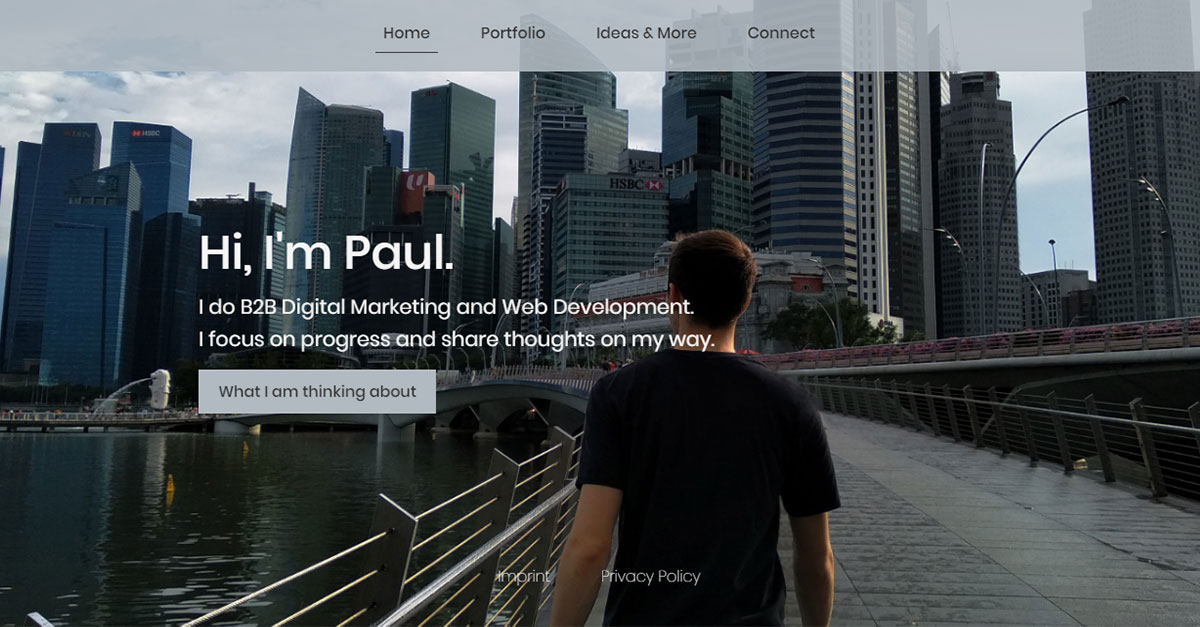 Home
Portfolio
Ideas & More
Connect
HSBC
HSBC
Hi, I'm Paul.
I do B2B Digital Marketing and Web Development.
I focus on progress and share thoughts on my way.
What I am thinking about
Imprint
Privacy Policy